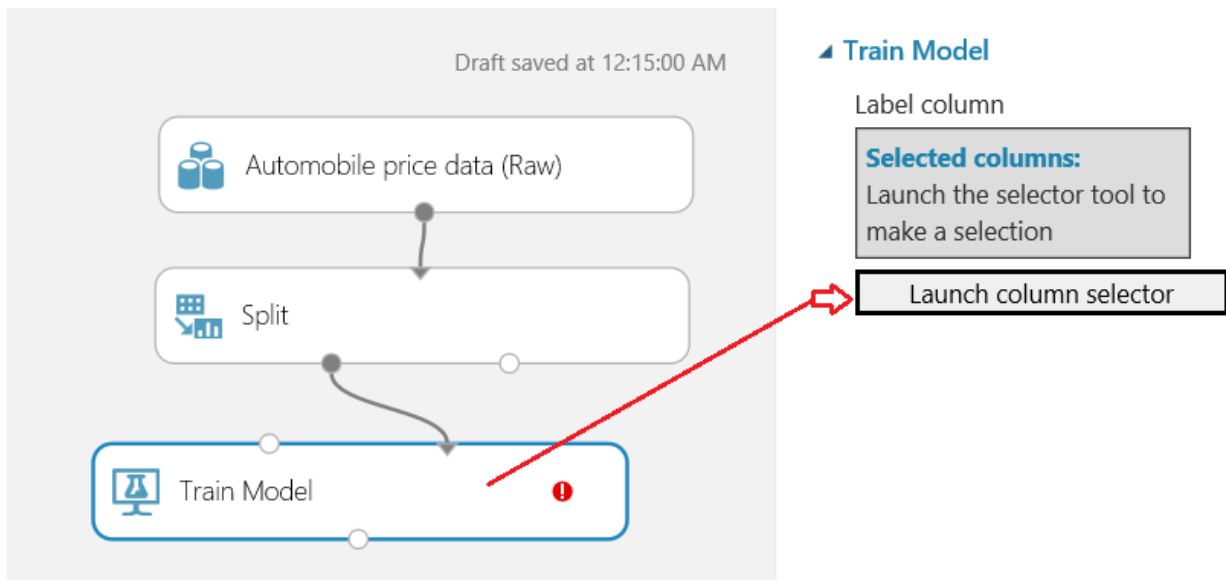 Draft saved at 12:15:00 AM
Automobile price data (Raw)
Split
Train Model
Train Model
Label column
Selected columns:
Launch the selector tool to
make a selection
Launch column selector